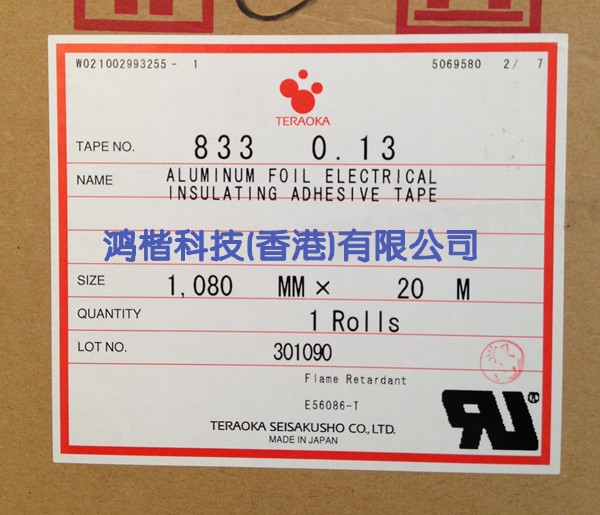 W021002993255 - 1 5069580 2/ 7
TERAOKA
TAPE NO. 833 0.13
NAME ALUMINUM FOIL ELECTRICAL
INSULATING ADHESIVE TAPE
鸿楷科技(香港)有限公司
SIZE 1,080 MM × 20 M
QUANTITY 1 Rolls
LOT NO. 301090
Flame Retardant
E56086-T
RU®
TERAOKA SEISAKUSHO CO., LTD.
MADE IN JAPAN